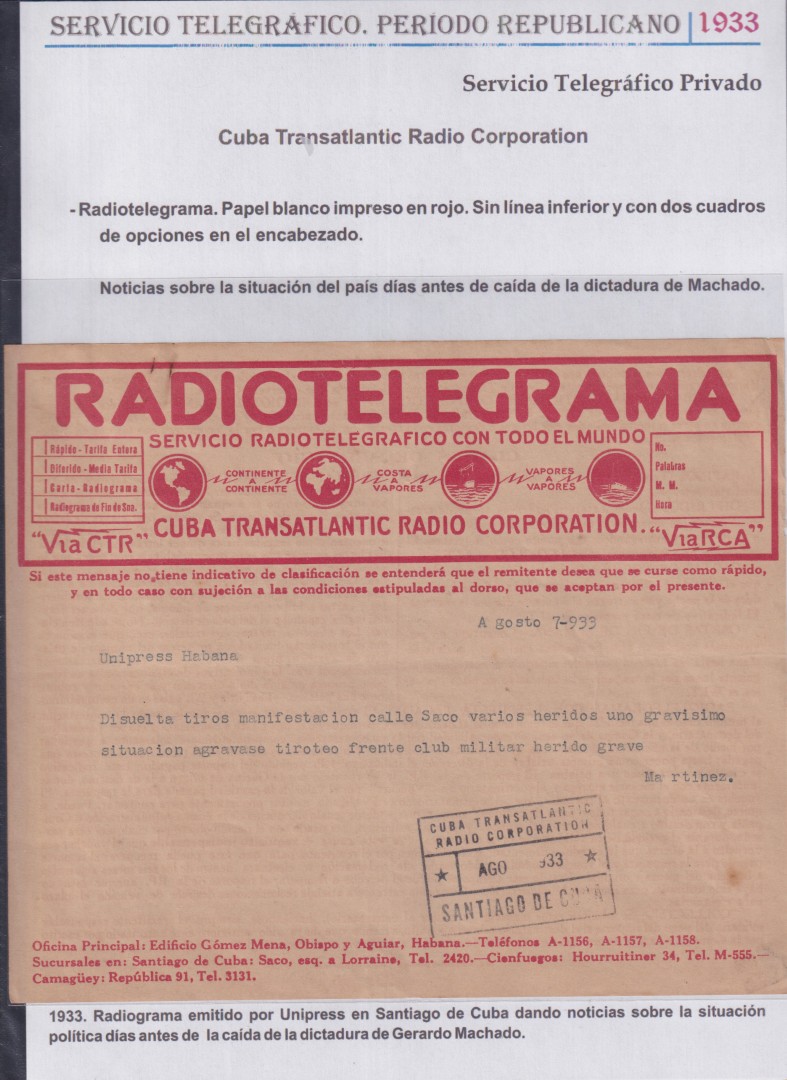 SERVICIO TELEGRÁFICO. PERÍODO REPUBLICANO | 1933
Servicio Telegráfico Privado
Cuba Transatlantic Radio Corporation
- Radiotelegrama. Papel blanco impreso en rojo. Sin línea inferior y con dos cuadros
de opciones en el encabezado.
Noticias sobre la situación del país días antes de caída de la dictadura de Machado.
RADIOTELEGRAMA
SERVICIO RADIOTELEGRAFICO CON TODO EL MUNDO
Rápido - Tarifa Entera
Diferido - Media Tarifa
Carta - Radiograma
Radiograma de Fin de Sna.
CONTINENTE
A
CONTINENTE
COSTA
A
VAPORES
VAPORES
A
VAPORES
No.
Palabras
M. M.
Hora
"Via CTR"
CUBA TRANSATLANTIC RADIO CORPORATION.
"Via RCA"
Si este mensaje no tiene indicativo de clasificación se entenderá que el remitente desea que se curse como rápido,
y en todo caso con sujeción a las condiciones estipuladas al dorso, que se aceptan por el presente.
A gosto 7-933
Unipress Habana
Disuelta tiros manifestacion calle Saco varios heridos uno gravisimo
situacion agravase tiroteo frente club militar herido grave
Ma rtinez.
CUBA TRANSATLANTIC
RADIO CORPORATION
★ AGO 933 ★
SANTIAGO DE CUBA
Oficina Principal: Edificio Gómez Mena, Obispo y Aguiar, Habana.—Teléfonos A-1156, A-1157, A-1158.
Sucursales en: Santiago de Cuba: Saco, esq. a Lorraine, Tel. 2420.—Cienfuegos: Hourruitiner 34, Tel. M-555.—
Camagüey: República 91, Tel. 3131.
1933. Radiograma emitido por Unipress en Santiago de Cuba dando noticias sobre la situación
política días antes de la caída de la dictadura de Gerardo Machado.